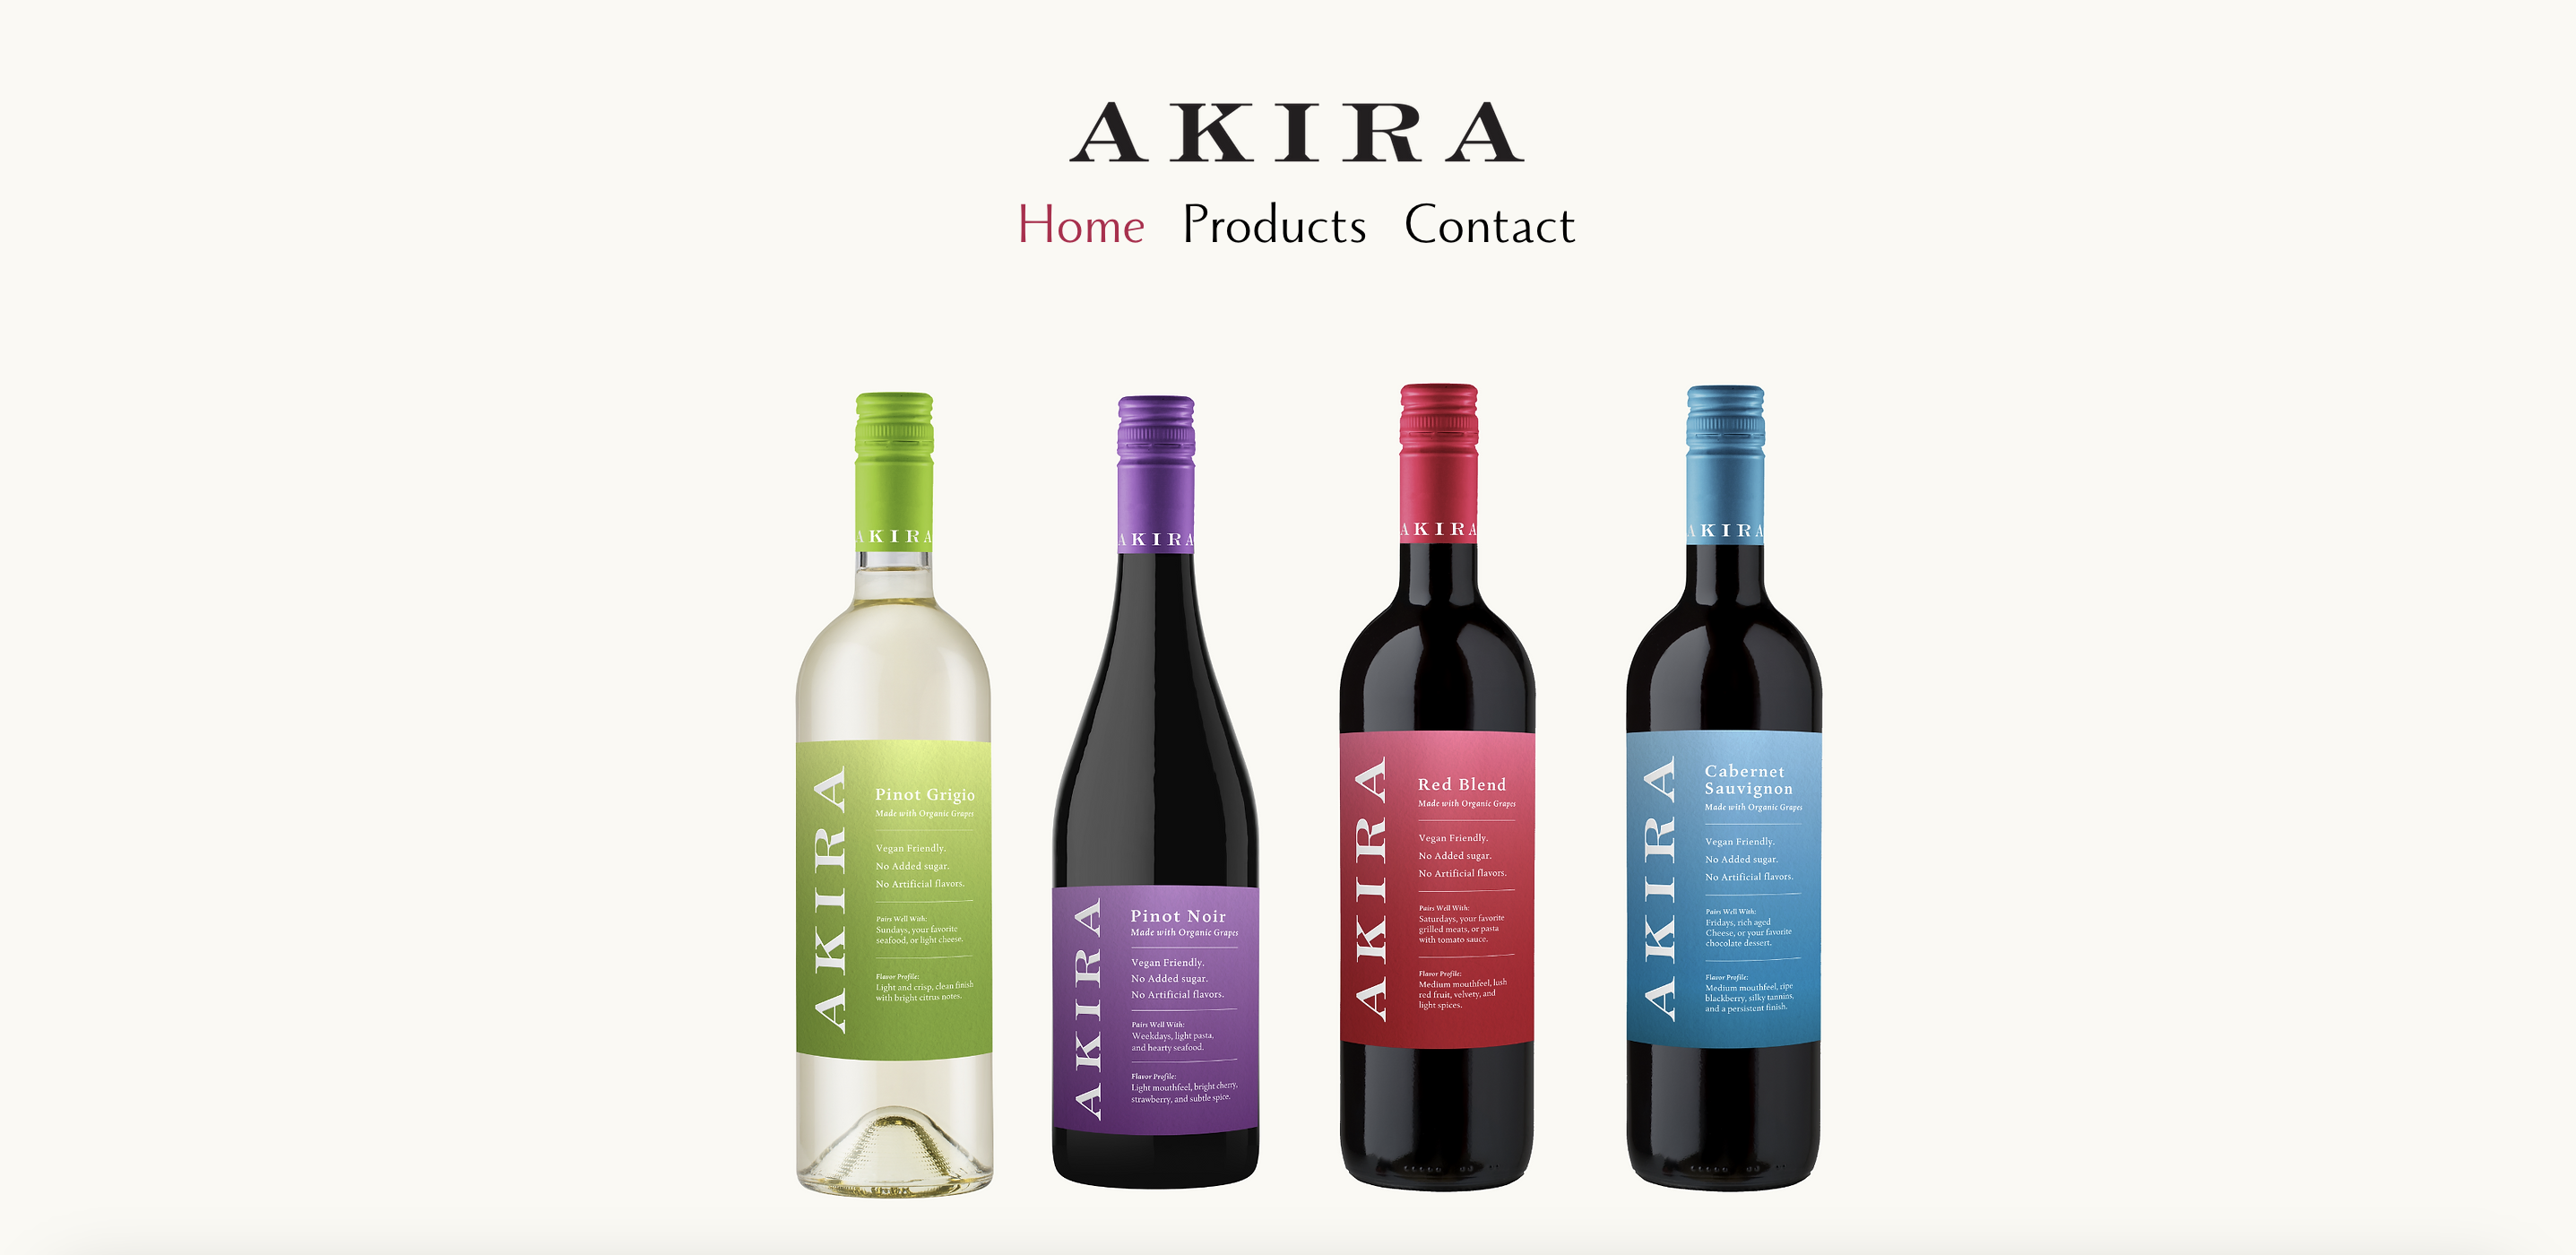 AKIRA
Home Products Contact
AKIRA
AKIRA
Pinot Grigio
Made with Organic Grapes
Vegan Friendly.
No Added sugar.
No Artificial flavors.
Pairs Well With:
Sundays, your favorite
seafood, or light cheese.
Flavor Profile:
Light and crisp, clean finish
with bright citrus notes.
AKIRA
AKIRA
Pinot Noir
Made with Organic Grapes
Vegan Friendly.
No Added sugar.
No Artificial flavors.
Pairs Well With:
Weekdays, light pasta,
and hearty seafood.
Flavor Profile:
Light mouthfeel, bright cherry,
strawberry, and subtle spice.
AKIRA
AKIRA
Red Blend
Made with Organic Grapes
Vegan Friendly.
No Added sugar.
No Artificial flavors.
Pairs Well With:
Saturdays, your favorite
grilled meats, or pasta
with tomato sauce.
Flavor Profile:
Medium mouthfeel, lush
red fruit, velvety, and
light spices.
AKIRA
AKIRA
Cabernet
Sauvignon
Made with Organic Grapes
Vegan Friendly.
No Added sugar.
No Artificial flavors.
Pairs Well With:
Fridays, rich aged
Cheese, or your favorite
chocolate dessert.
Flavor Profile:
Medium mouthfeel, ripe
blackberry, silky tannins,
and a persistent finish.